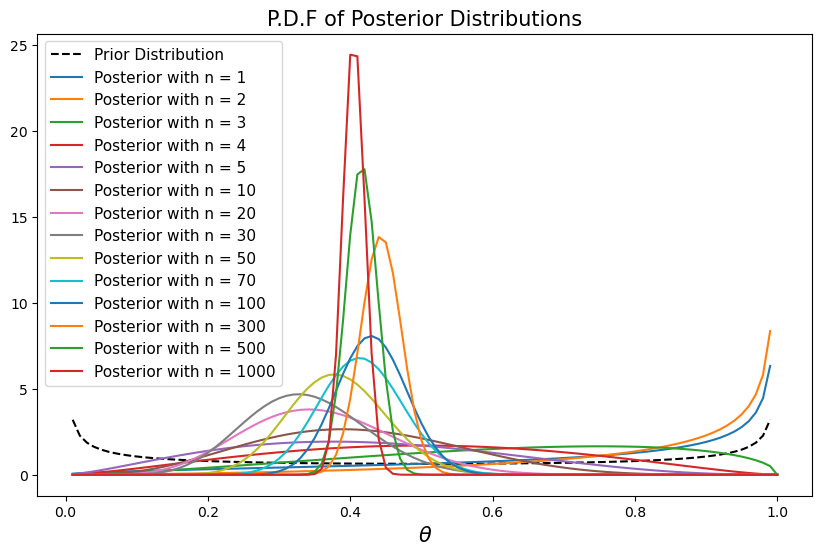 P.D.F of Posterior Distributions
25
20
15
10
5
0
Prior Distribution
Posterior with n = 1
Posterior with n = 2
Posterior with n = 3
Posterior with n = 4
Posterior with n = 5
Posterior with n = 10
Posterior with n = 20
Posterior with n = 30
Posterior with n = 50
Posterior with n = 70
Posterior with n = 100
Posterior with n = 300
Posterior with n = 500
Posterior with n = 1000
0.0 0.2 0.4 0.6 0.8 1.0
θ